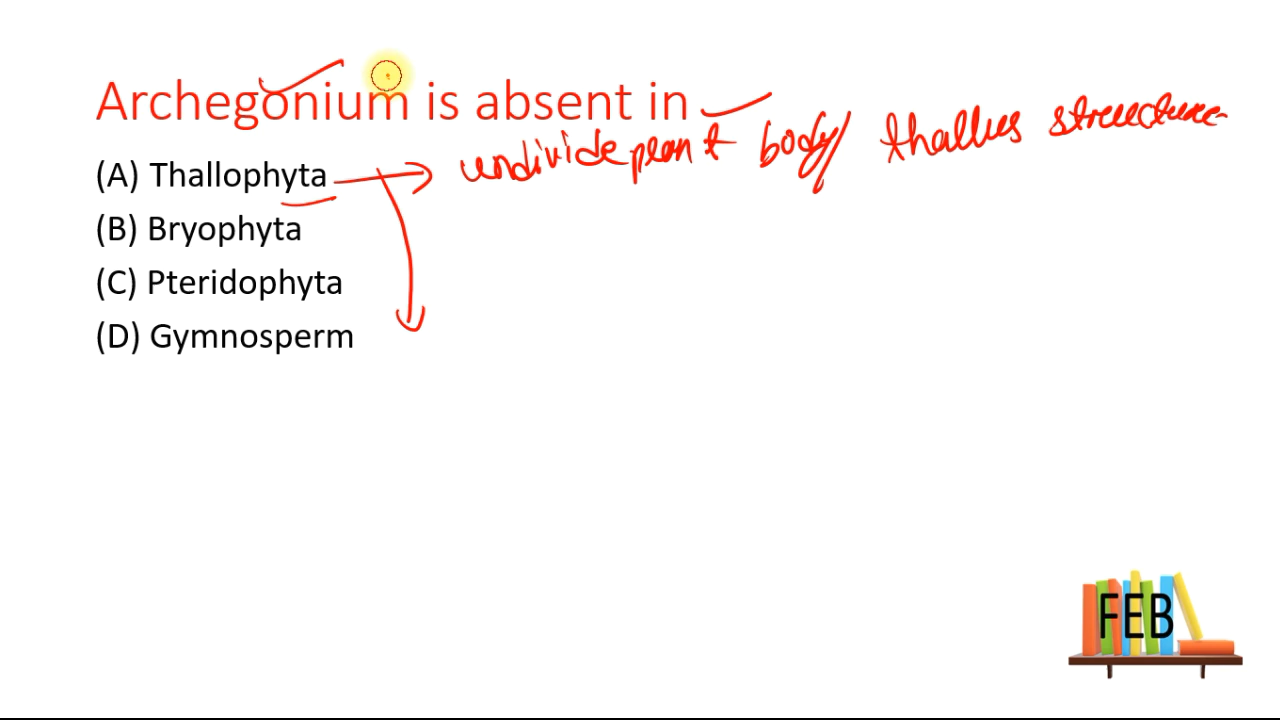 Archegonium is absent in
undivide plant body/ thallus structure
(A) Thallophyta
(B) Bryophyta
(C) Pteridophyta
(D) Gymnosperm
FEB